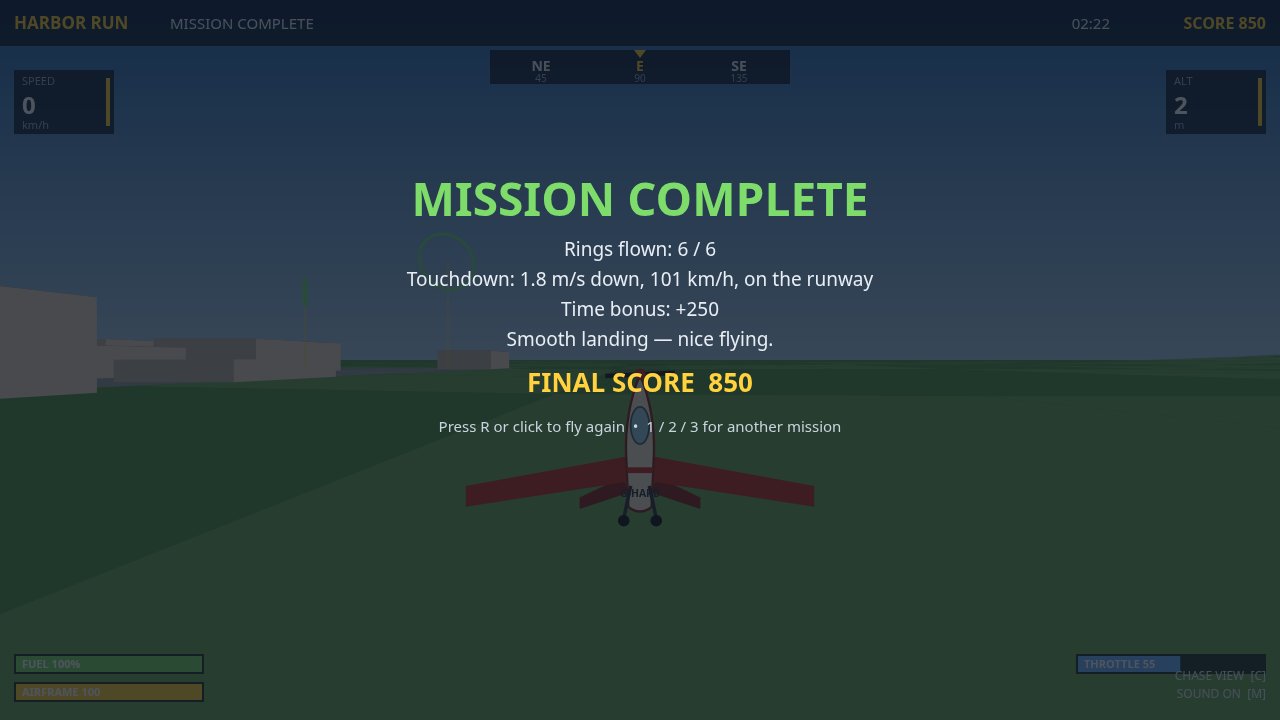 HARBOR RUN MISSION COMPLETE 02:22 SCORE 850
NE E SE
45 90 135
SPEED
0
km/h
ALT
2
m
MISSION COMPLETE
Rings flown: 6 / 6
Touchdown: 1.8 m/s down, 101 km/h, on the runway
Time bonus: +250
Smooth landing — nice flying.
FINAL SCORE 850
Press R or click to fly again • 1 / 2 / 3 for another mission
FUEL 100%
AIRFRAME 100
THROTTLE 55
CHASE VIEW [C]
SOUND ON [M]